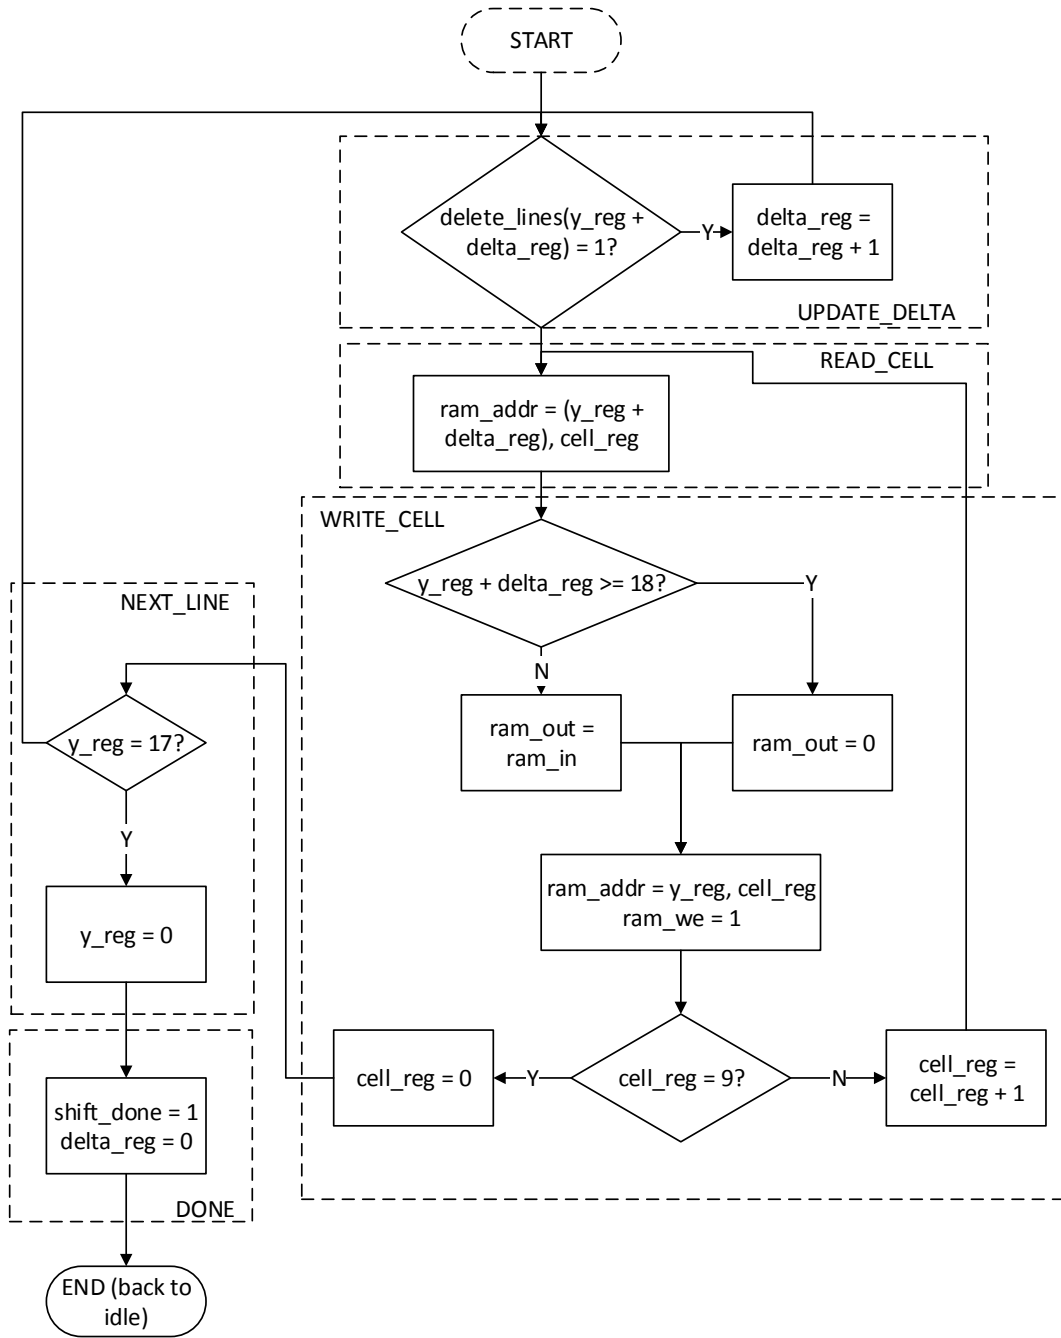 START
delete_lines(y_reg +
delta_reg) = 1?
Y
delta_reg =
delta_reg + 1
UPDATE_DELTA
READ_CELL
ram_addr = (y_reg +
delta_reg), cell_reg
WRITE_CELL
y_reg + delta_reg >= 18?
Y
N
NEXT_LINE
y_reg = 17?
ram_out =
ram_in
ram_out = 0
Y
ram_addr = y_reg, cell_reg
ram_we = 1
y_reg = 0
cell_reg = 0
Y
cell_reg = 9?
N
cell_reg =
cell_reg + 1
shift_done = 1
delta_reg = 0
DONE
END (back to
idle)